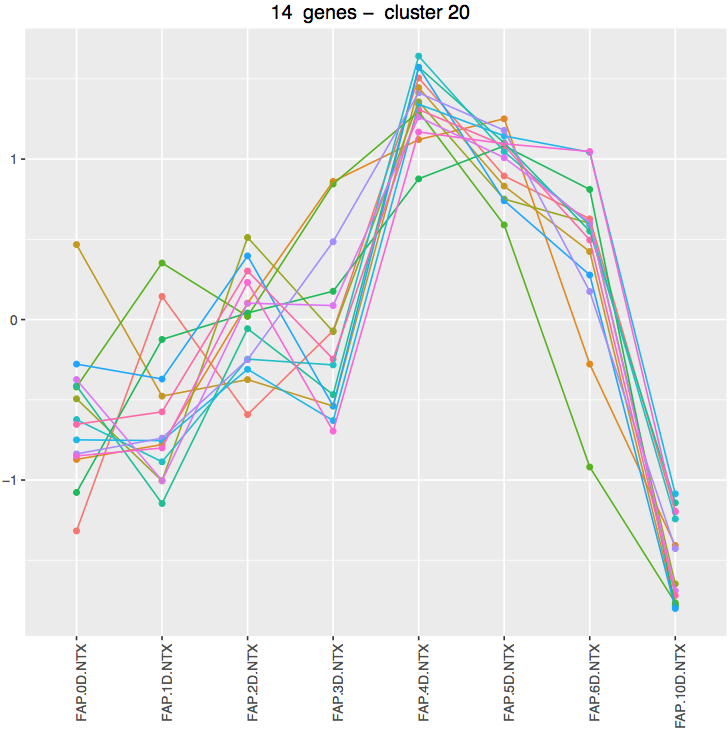 14 genes – cluster 20
1
0
−1
FAP.0D.NTX
FAP.1D.NTX
FAP.2D.NTX
FAP.3D.NTX
FAP.4D.NTX
FAP.5D.NTX
FAP.6D.NTX
FAP.10D.NTX